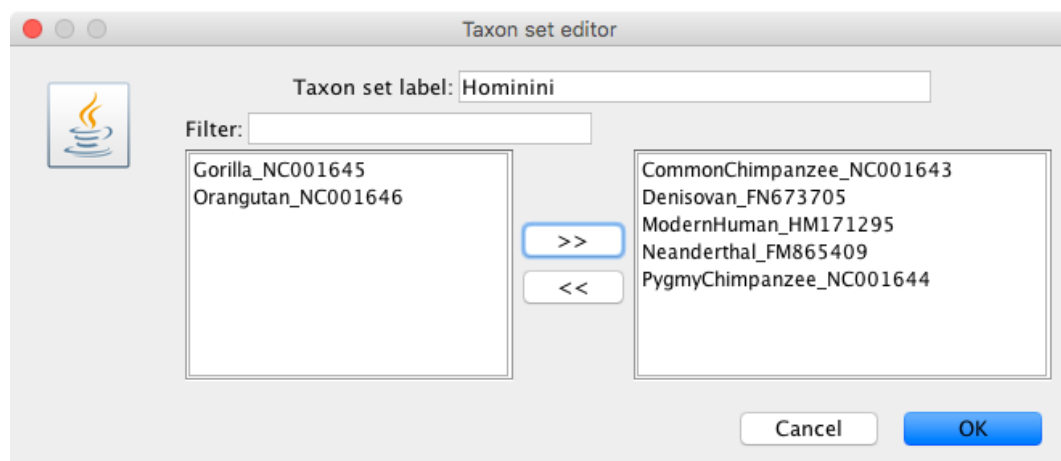 Taxon set editor
Taxon set label: Hominini
Filter:
Gorilla_NC001645
Orangutan_NC001646
>>
<<
CommonChimpanzee_NC001643
Denisovan_FN673705
ModernHuman_HM171295
Neanderthal_FM865409
PygmyChimpanzee_NC001644
Cancel
OK